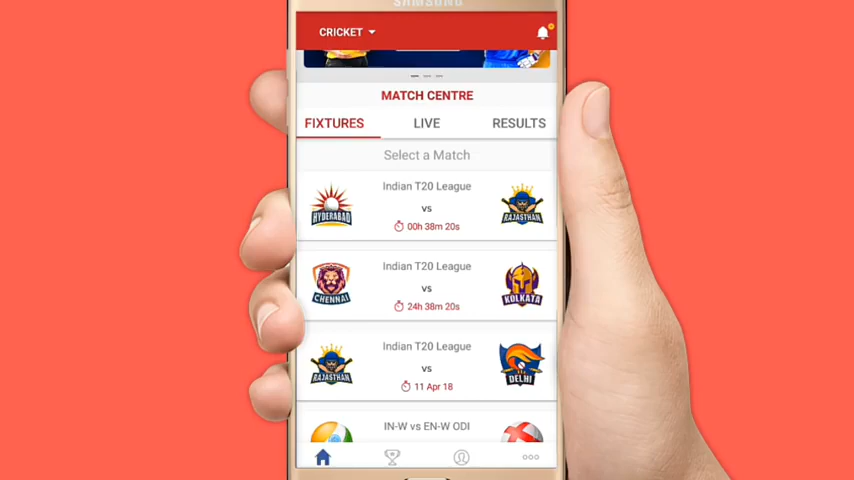 SAMSUNG
CRICKET
MATCH CENTRE
FIXTURES LIVE RESULTS
Select a Match
Indian T20 League
HYDERABAD vs RAJASTHAN
00h 38m 20s
Indian T20 League
CHENNAI vs KOLKATA
24h 38m 20s
Indian T20 League
RAJASTHAN vs DELHI
11 Apr 18
IN-W vs EN-W ODI